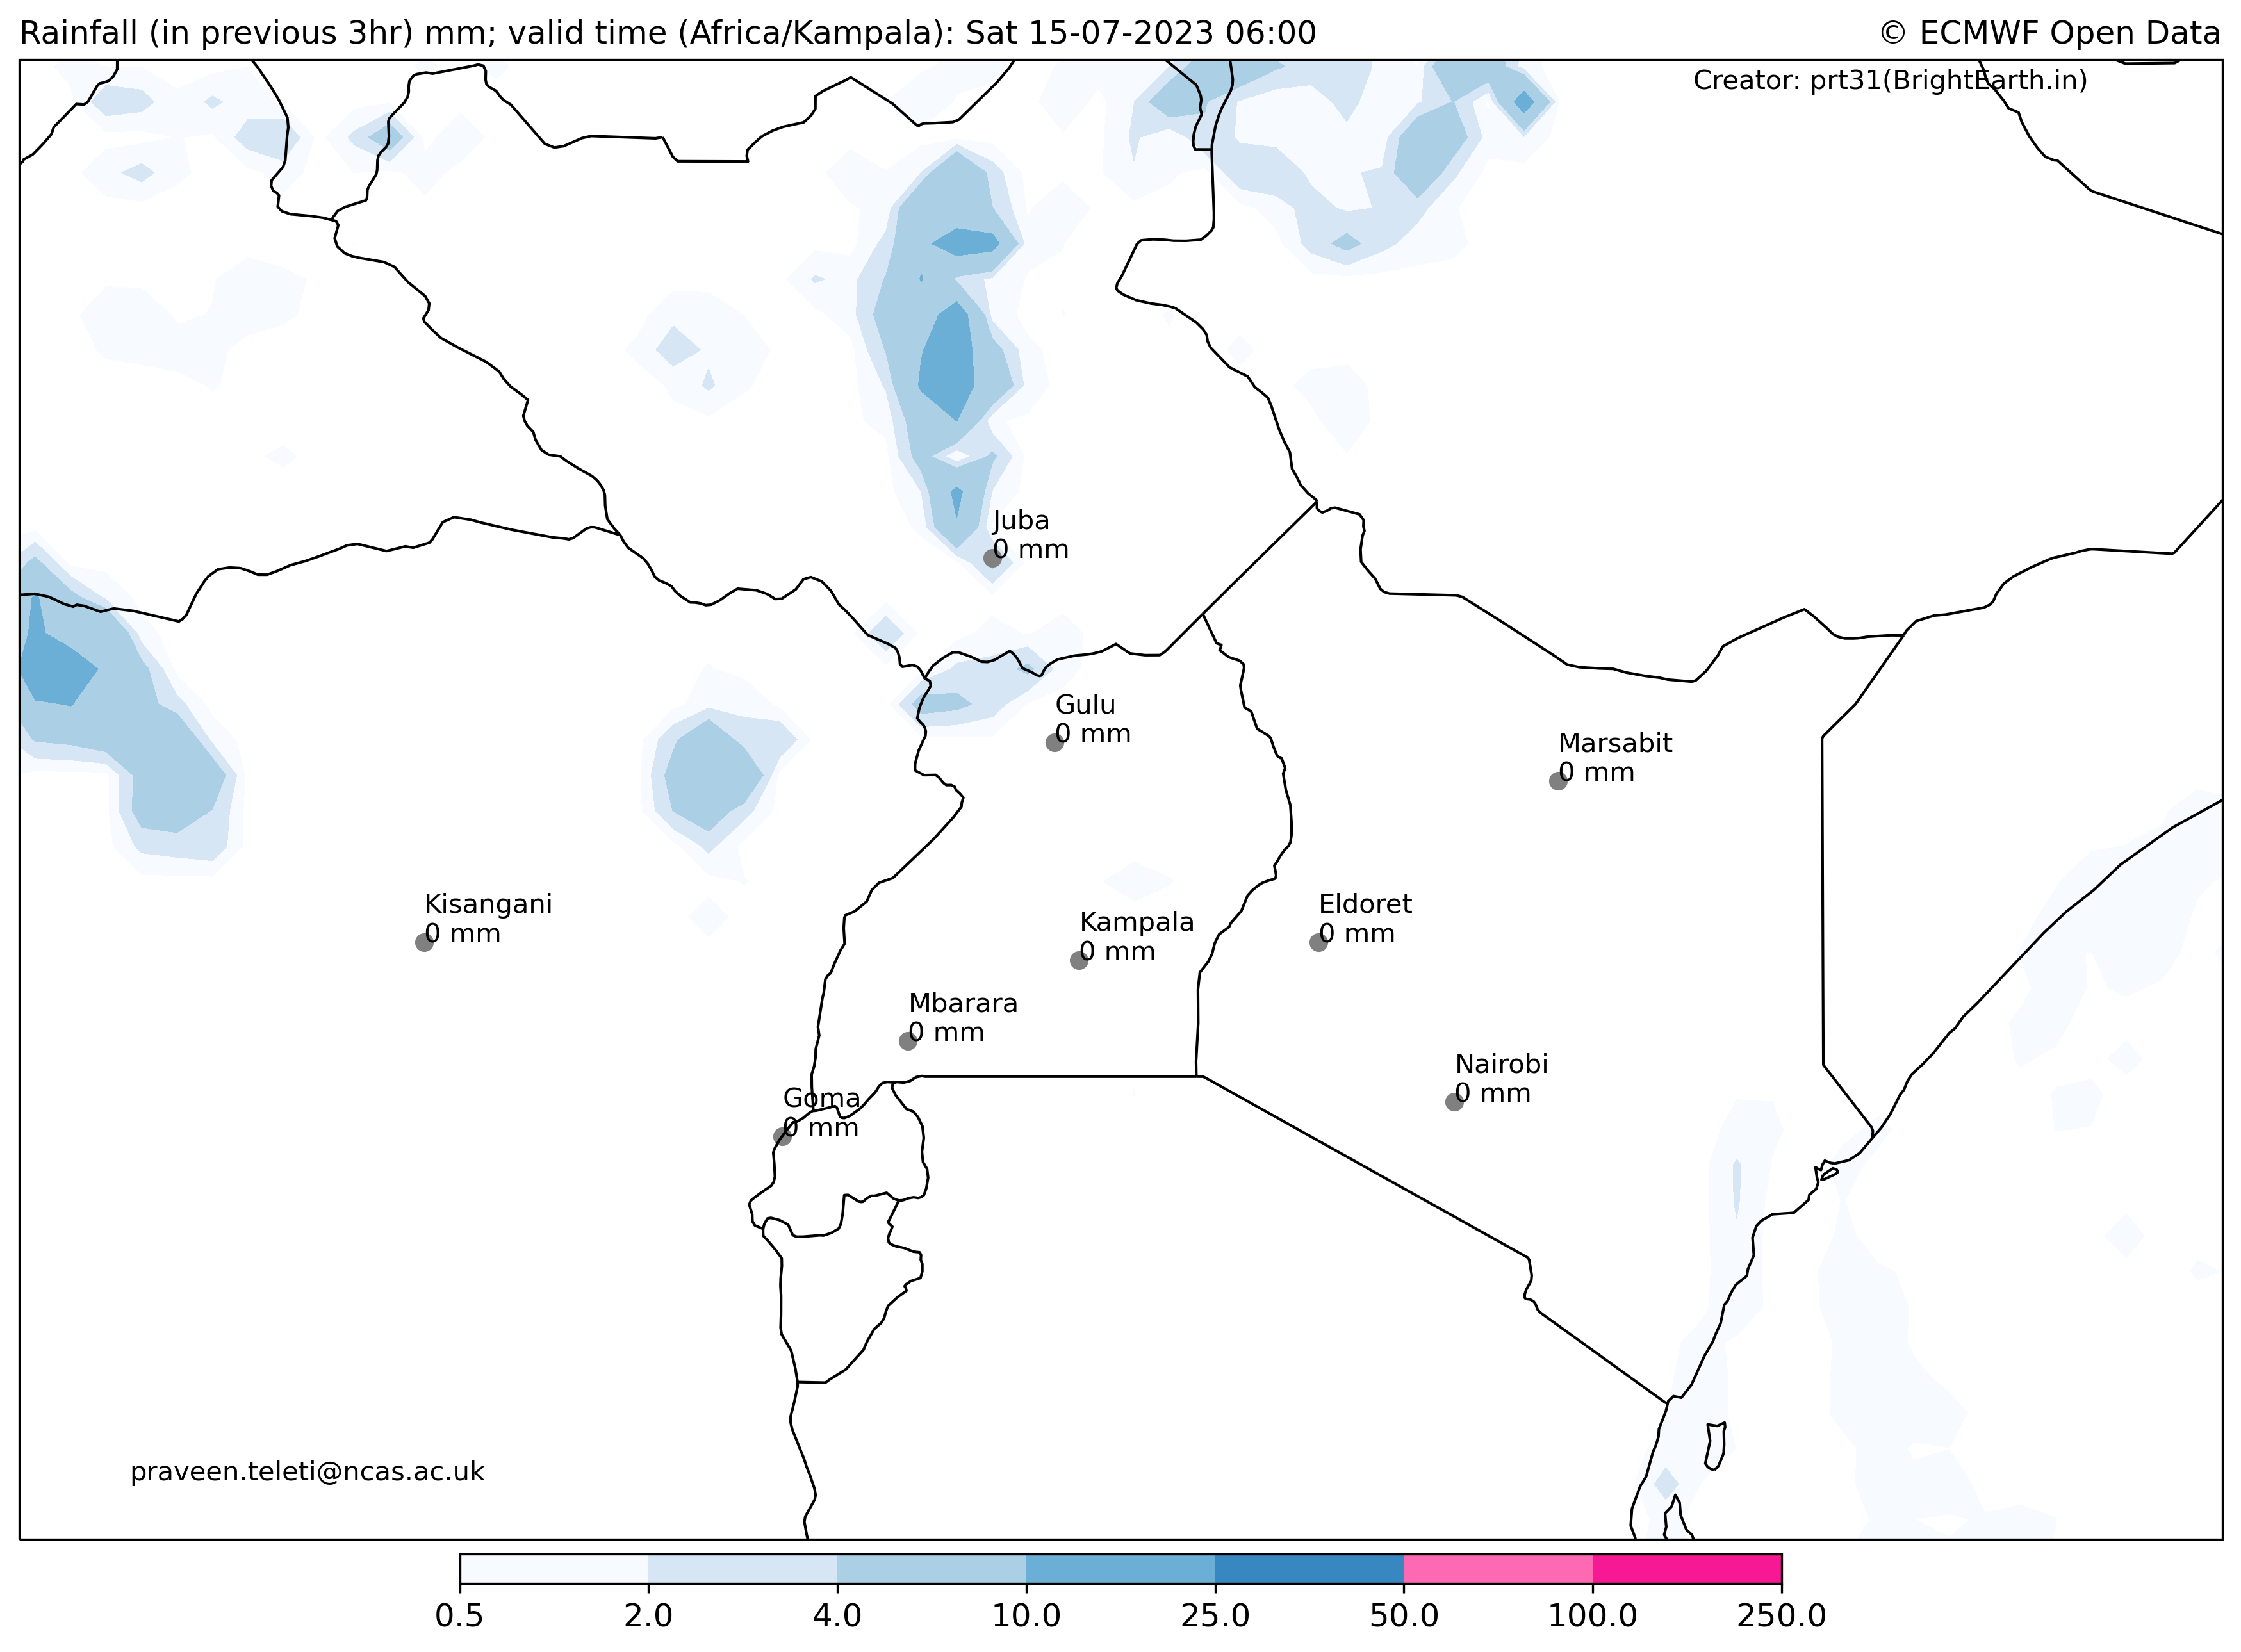 Rainfall (in previous 3hr) mm; valid time (Africa/Kampala): Sat 15-07-2023 06:00
© ECMWF Open Data
Creator: prt31(BrightEarth.in)
Juba
0 mm
Gulu
0 mm
Marsabit
0 mm
Kisangani
0 mm
Kampala
0 mm
Eldoret
0 mm
Mbarara
0 mm
Nairobi
0 mm
Goma
0 mm
praveen.teleti@ncas.ac.uk
0.5 2.0 4.0 10.0 25.0 50.0 100.0 250.0